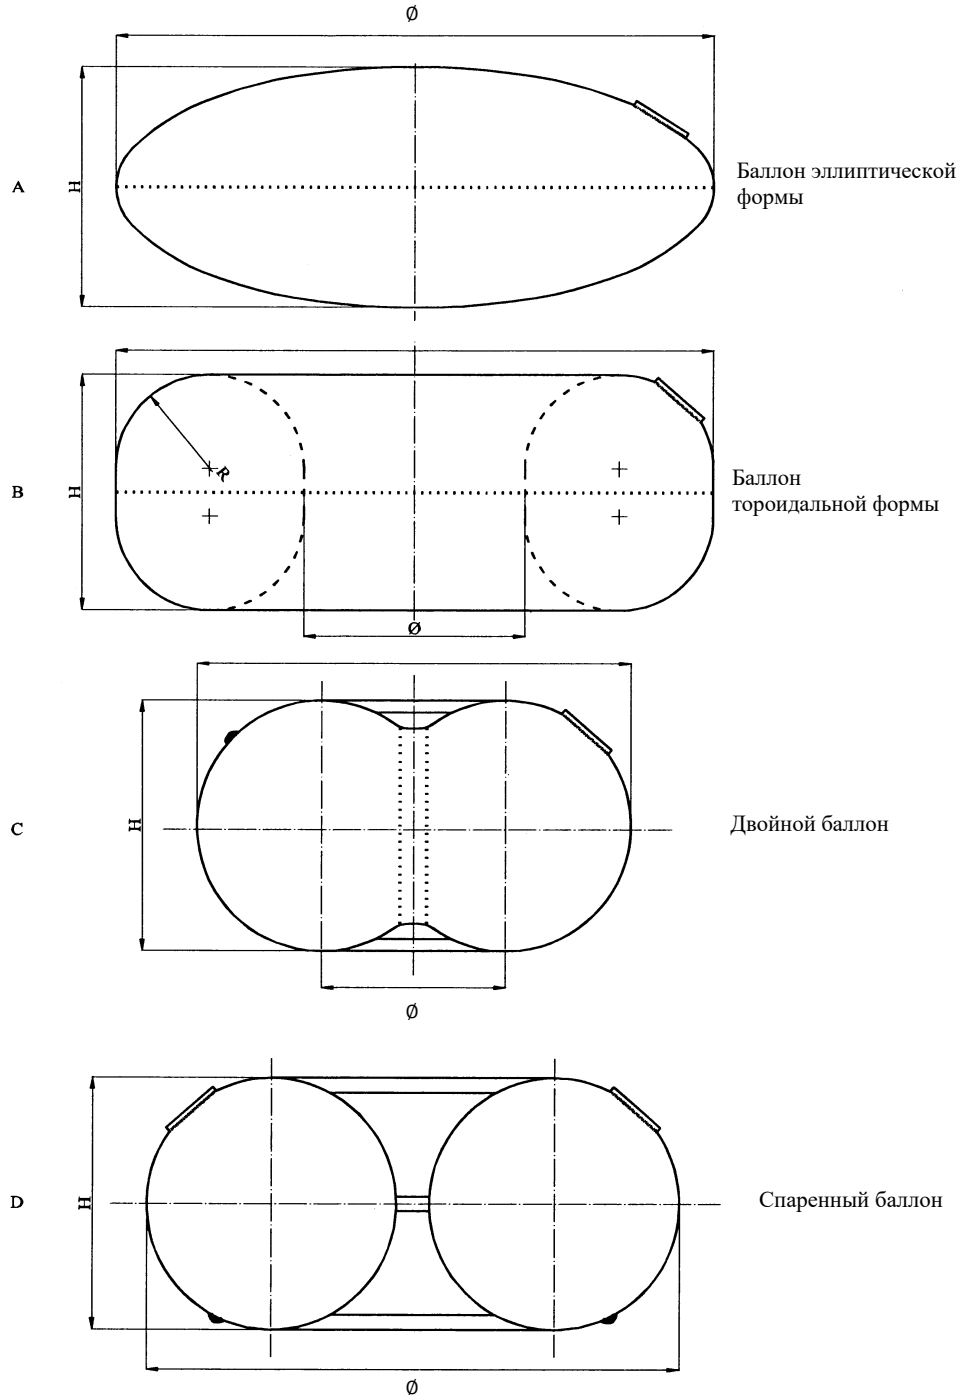 Ø
A
H
Баллон эллиптической
формы
R
B
H
Баллон
тороидальной формы
Ø
C
H
Двойной баллон
Ø
D
H
Спаренный баллон
Ø